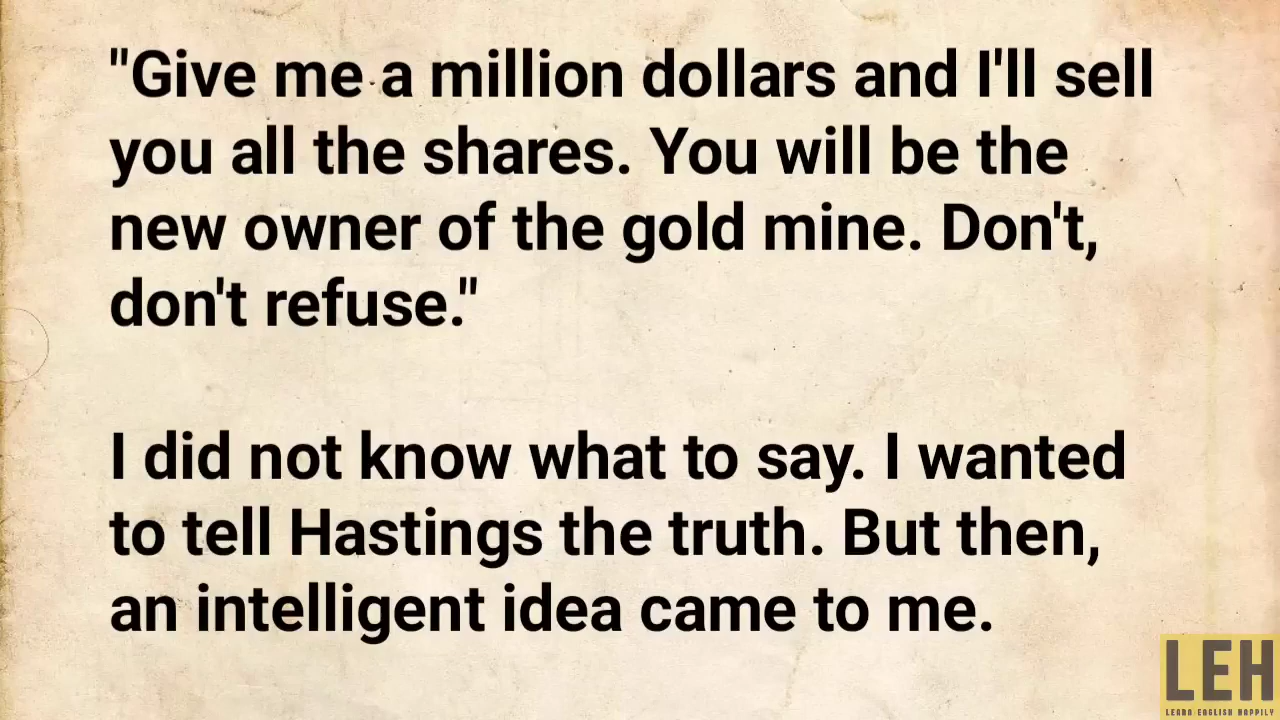 "Give me a million dollars and I'll sell
you all the shares. You will be the
new owner of the gold mine. Don't,
don't refuse."
I did not know what to say. I wanted
to tell Hastings the truth. But then,
an intelligent idea came to me.
LEH
LEARN ENGLISH HAPPILY